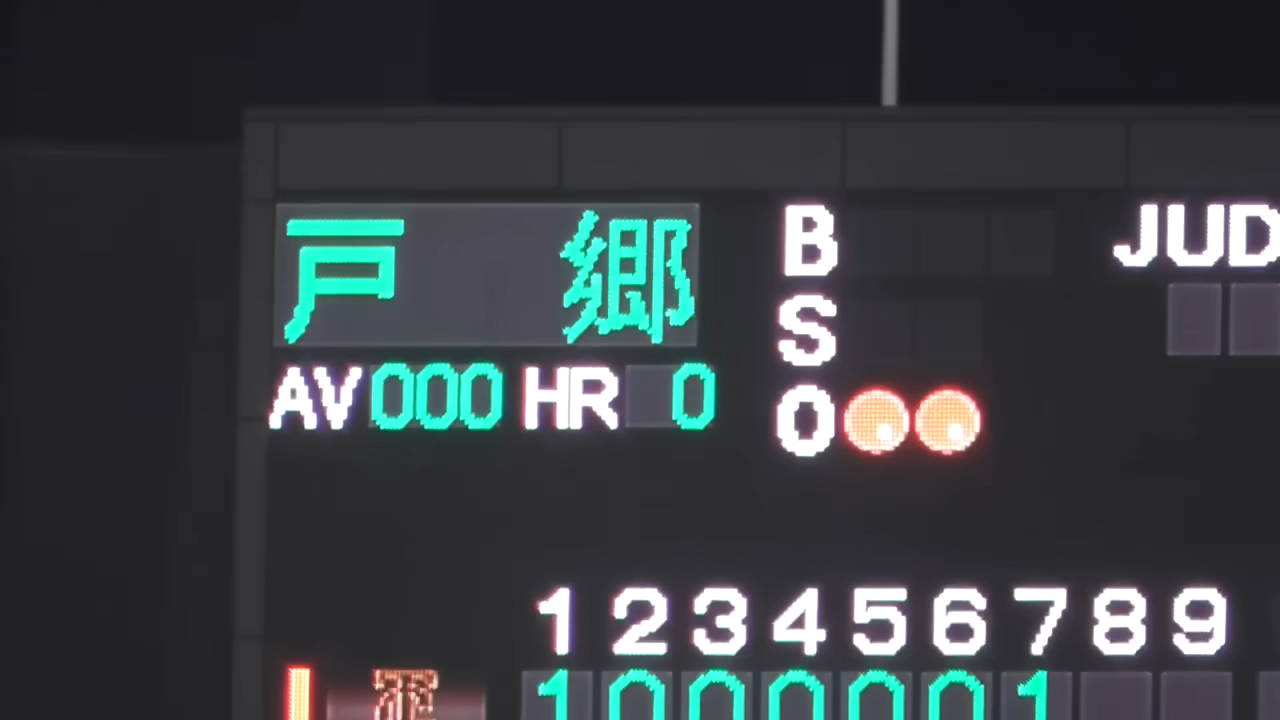 戸 郷
AV 000 HR 0
B
S
O
JUD
1 2 3 4 5 6 7 8 9
1 0 0 0 0 0 1